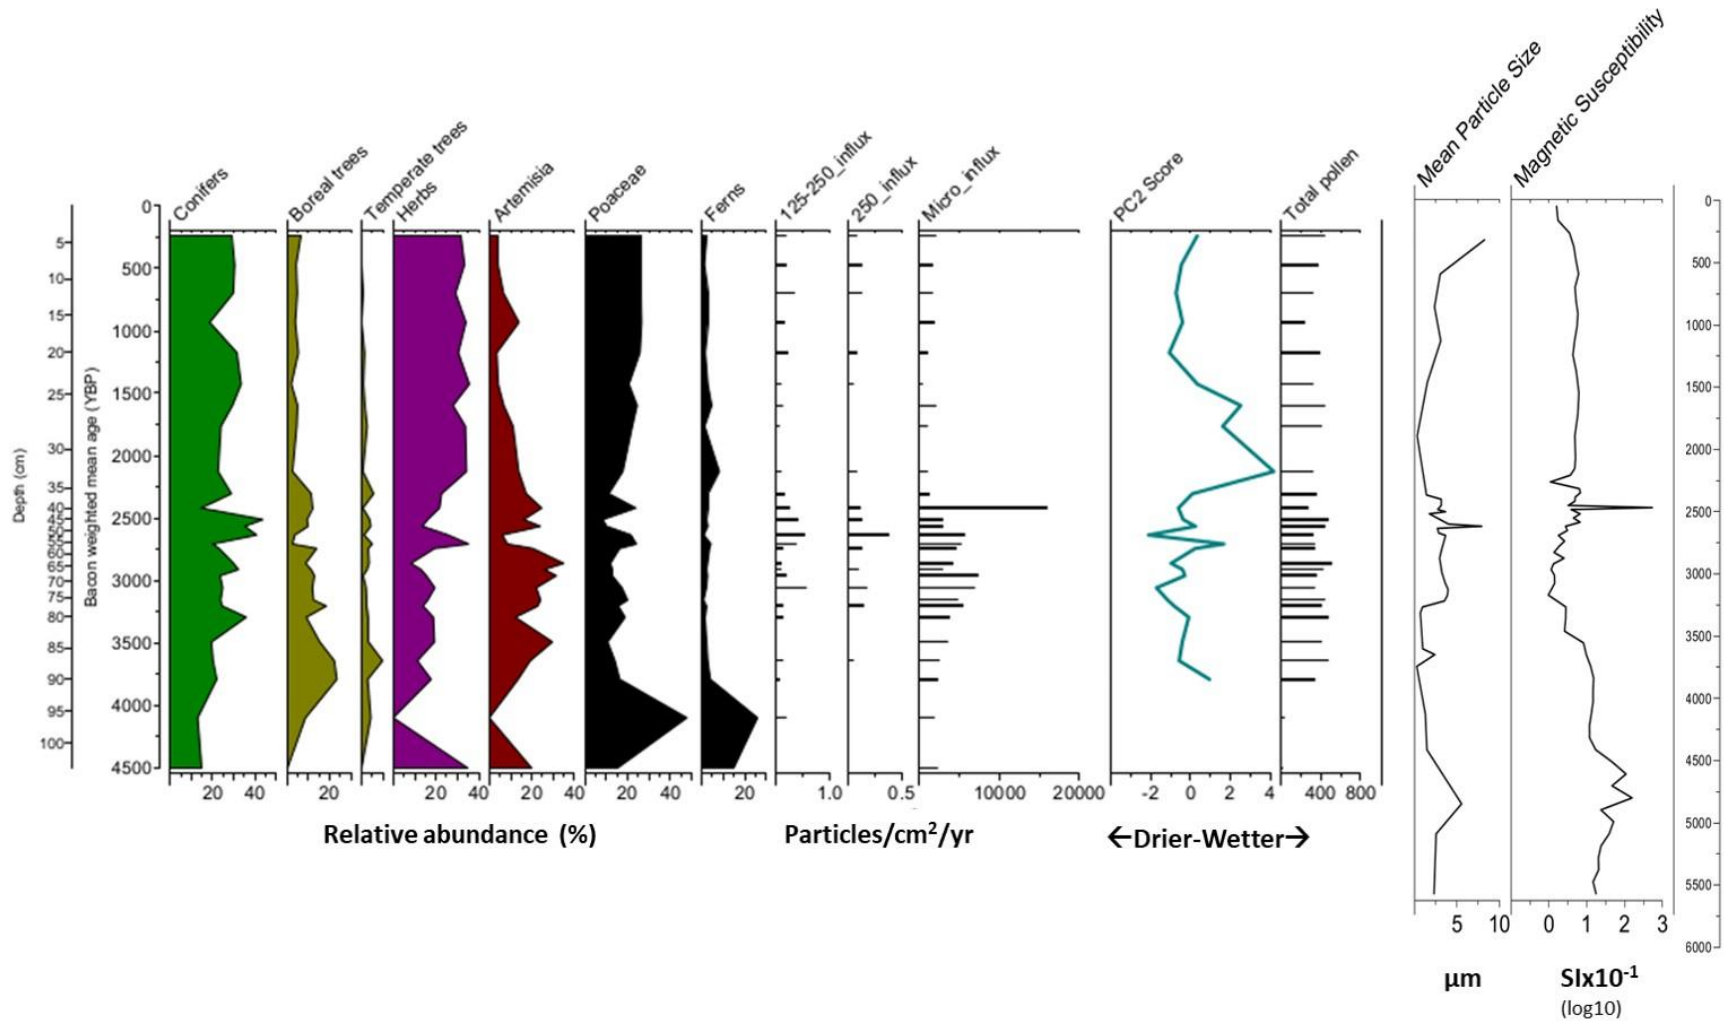 Conifers
Boreal trees
Temperate trees
Herbs
Artemisia
Poaceae
Ferns
125-250_influx
250_influx
Micro_influx
PC2 Score
Total pollen
Mean Particle Size
Magnetic Susceptibility
Depth (cm)
5
10
15
20
25
30
35
40
45
50
55
60
65
70
75
80
85
90
95
100
Bacon weighted mean age (YBP)
0
500
1000
1500
2000
2500
3000
3500
4000
4500
20 40
20
20 40
20 40
20 40
20
1.0
0.5
10000 20000
-2 0 2 4
400 800
5 10
0 1 2 3
0
500
1000
1500
2000
2500
3000
3500
4000
4500
5000
5500
6000
Relative abundance (%)
Particles/cm²/yr
←Drier-Wetter→
µm
SIx10⁻¹
(log10)